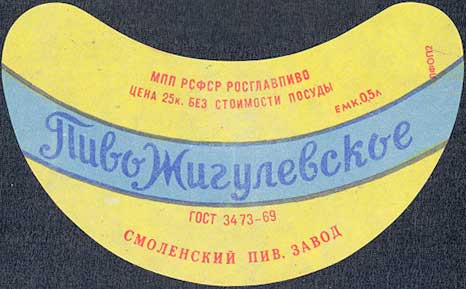 МПП РСФСР РОСГЛАВПИВО
ЦЕНА 25к. БЕЗ СТОИМОСТИ ПОСУДЫ
ЕМК.0,5л
ЛФОП2
Пиво Жигулевское
ГОСТ 3473-69
СМОЛЕНСКИЙ ПИВ. ЗАВОД